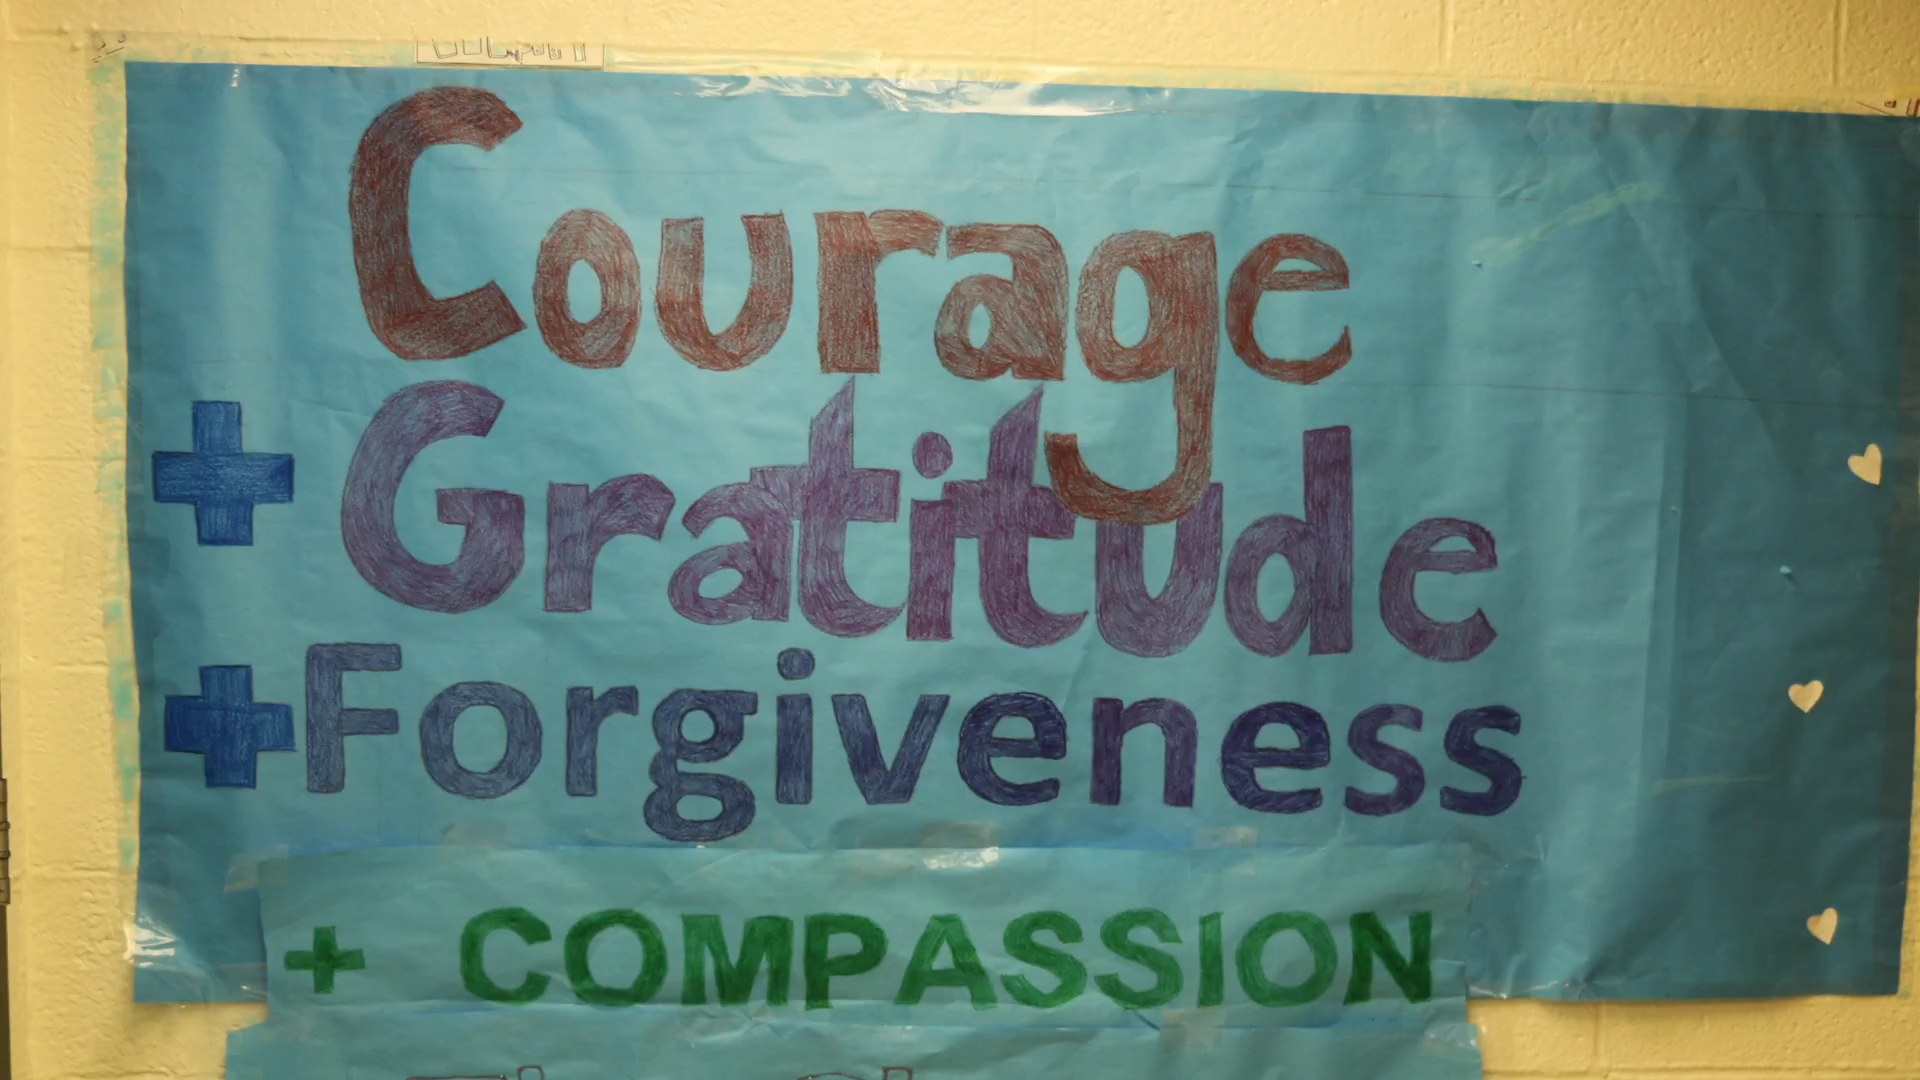 Courage
+ Gratitude
+ Forgiveness
+ COMPASSION